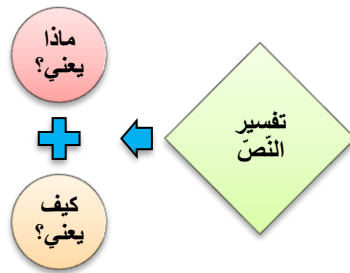 تفسير
النّصّ
ماذا
يعني؟
كيف
يعني؟